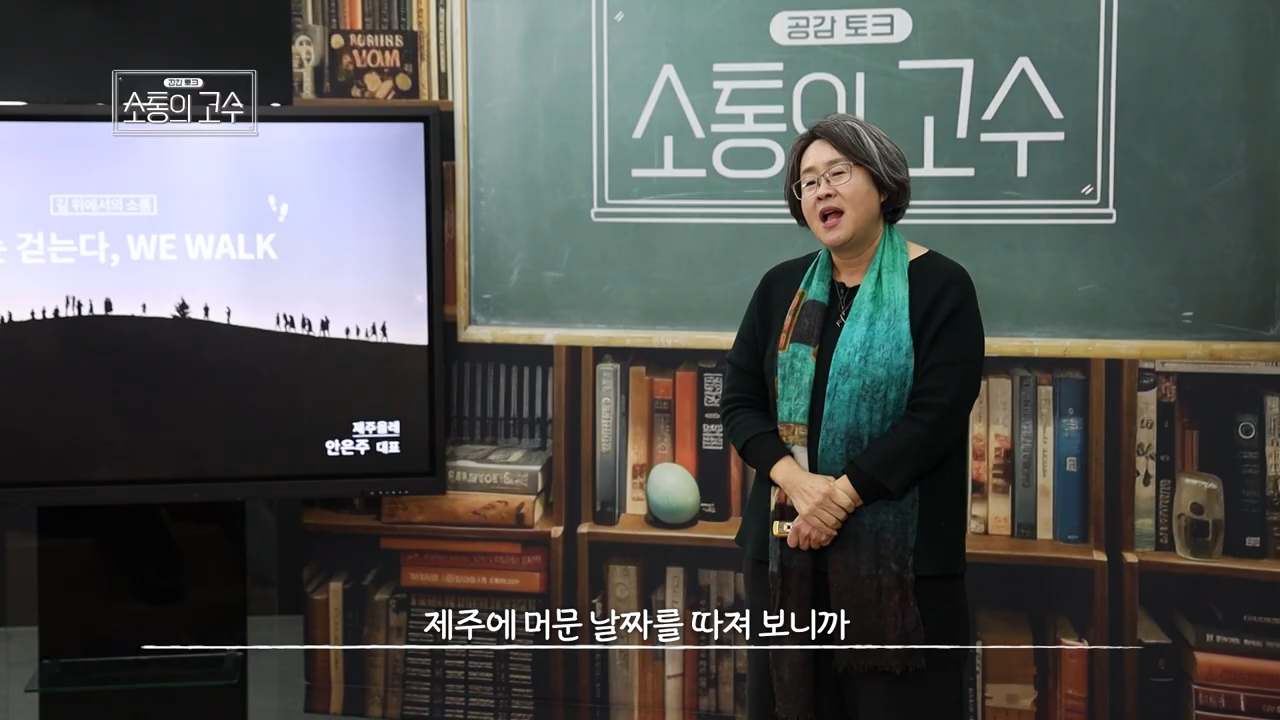 공감 토크
소통의 고수
공감 토크
소통의 고수
길 위에서의 소통
는 걷는다, WE WALK
제주올레
안은주 대표
제주에 머문 날짜를 따져 보니까